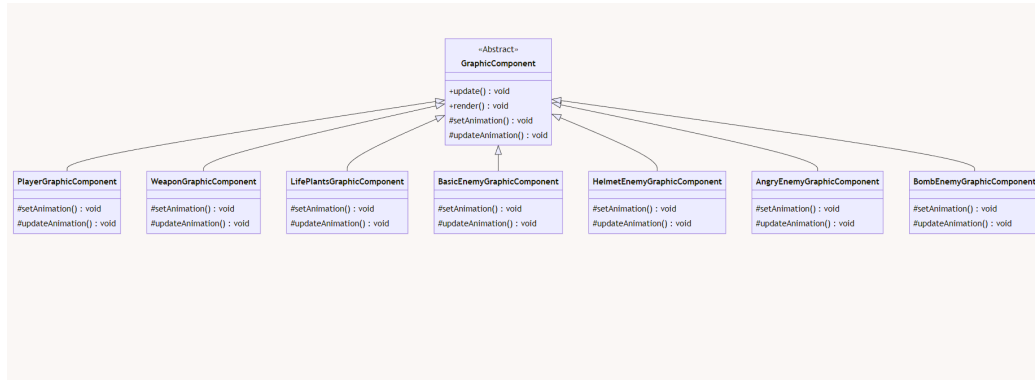 «Abstract»
GraphicComponent
+update() : void
+render() : void
#setAnimation() : void
#updateAnimation() : void
PlayerGraphicComponent
#setAnimation() : void
#updateAnimation() : void
WeaponGraphicComponent
#setAnimation() : void
#updateAnimation() : void
LifePlantsGraphicComponent
#setAnimation() : void
#updateAnimation() : void
BasicEnemyGraphicComponent
#setAnimation() : void
#updateAnimation() : void
HelmetEnemyGraphicComponent
#setAnimation() : void
#updateAnimation() : void
AngryEnemyGraphicComponent
#setAnimation() : void
#updateAnimation() : void
BombEnemyGraphicComponent
#setAnimation() : void
#updateAnimation() : void